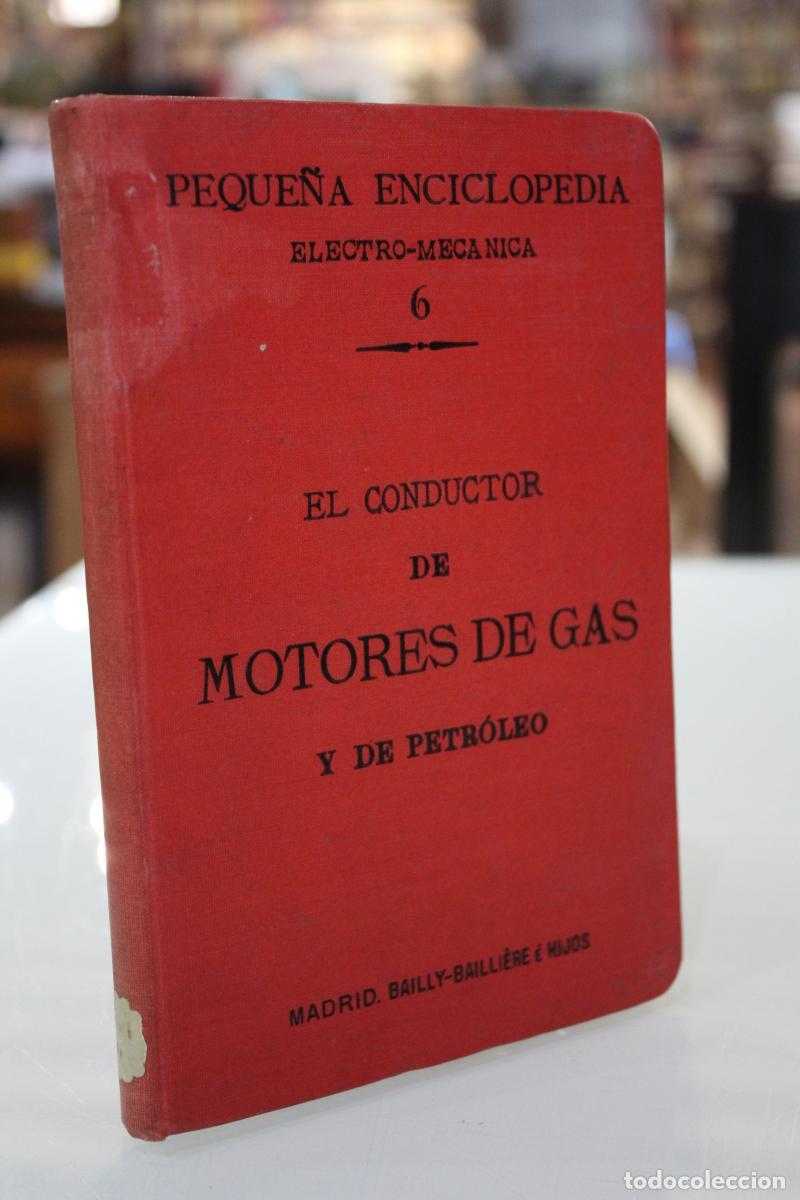 PEQUEÑA ENCICLOPEDIA
ELECTRO-MECANICA
6
EL CONDUCTOR
DE
MOTORES DE GAS
Y DE PETRÓLEO
MADRID. BAILLY-BAILLIÈRE É HIJOS
todocoleccion